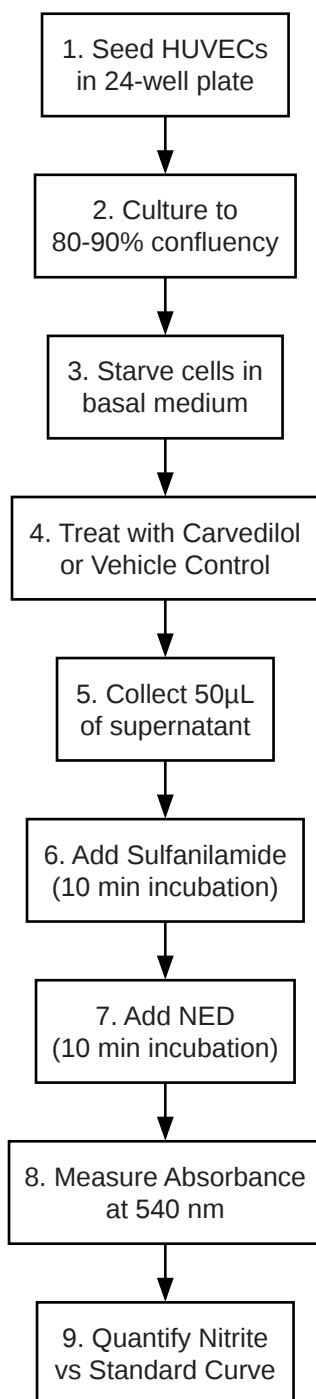 1. Seed HUVECs
in 24-well plate
2. Culture to
80-90% confluency
3. Starve cells in
basal medium
4. Treat with Carvedilol
or Vehicle Control
5. Collect 50µL
of supernatant
6. Add Sulfanilamide
(10 min incubation)
7. Add NED
(10 min incubation)
8. Measure Absorbance
at 540 nm
9. Quantify Nitrite
vs Standard Curve